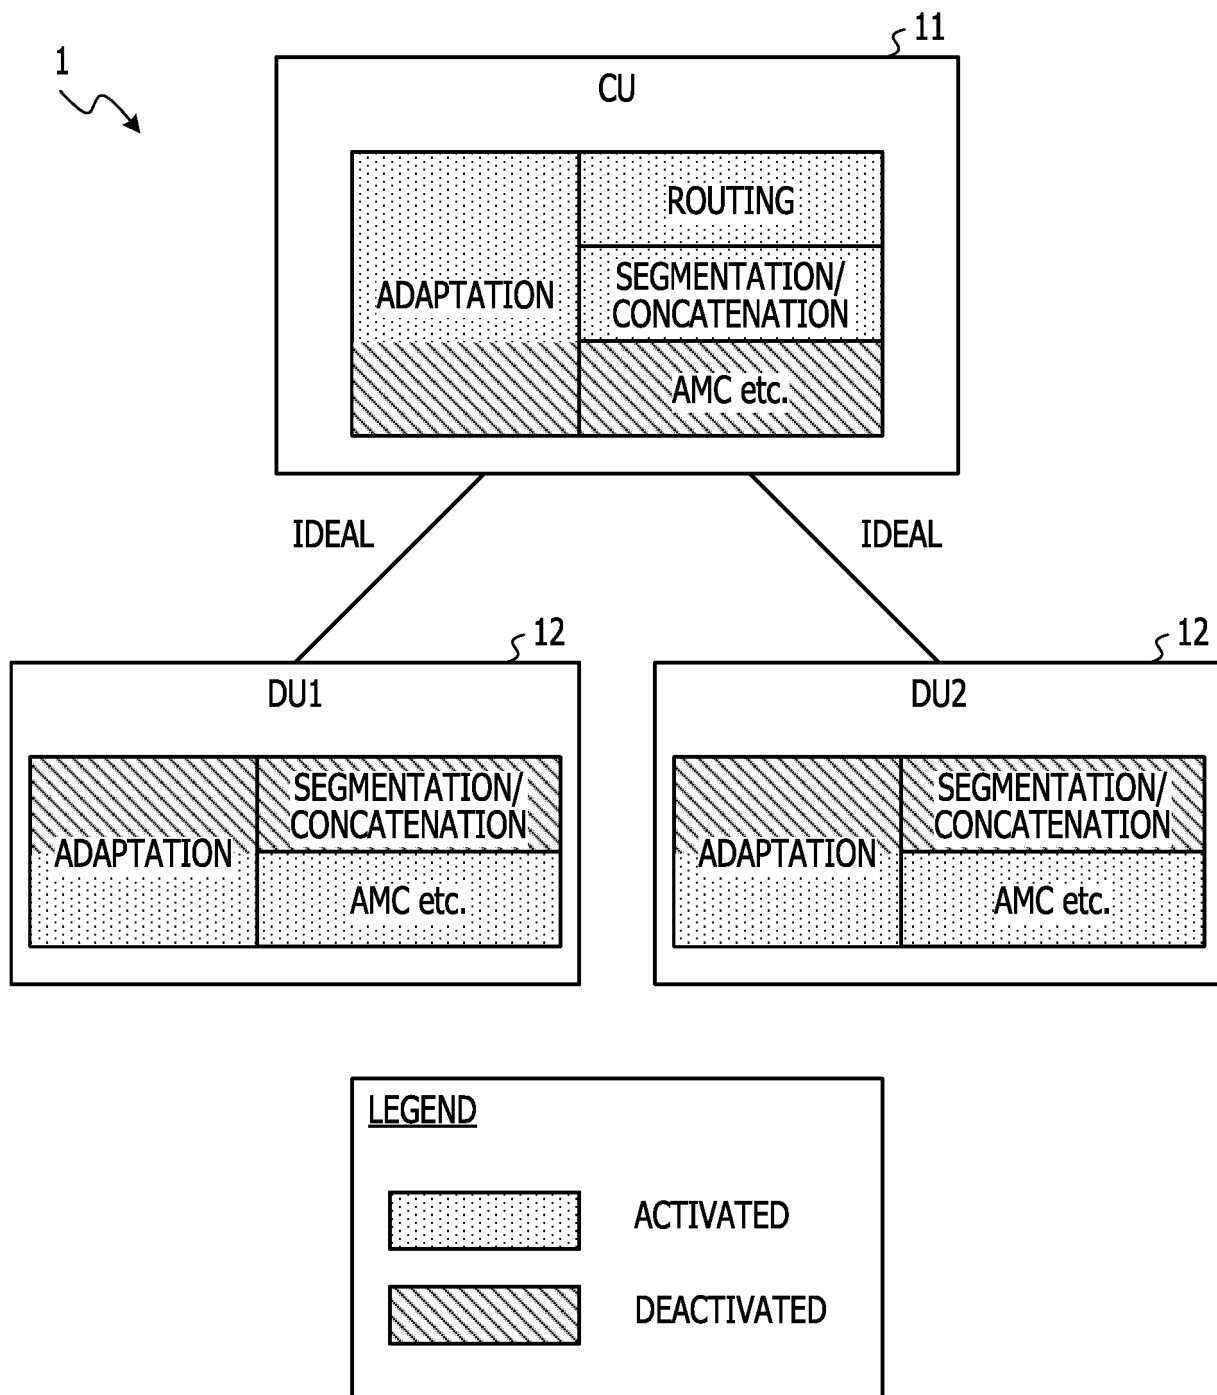 11
1
CU
ROUTING
ADAPTATION
SEGMENTATION/
CONCATENATION
AMC etc.
IDEAL
IDEAL
12
12
DU1
DU2
SEGMENTATION/
CONCATENATION
ADAPTATION
AMC etc.
SEGMENTATION/
CONCATENATION
ADAPTATION
AMC etc.
LEGEND
ACTIVATED
DEACTIVATED